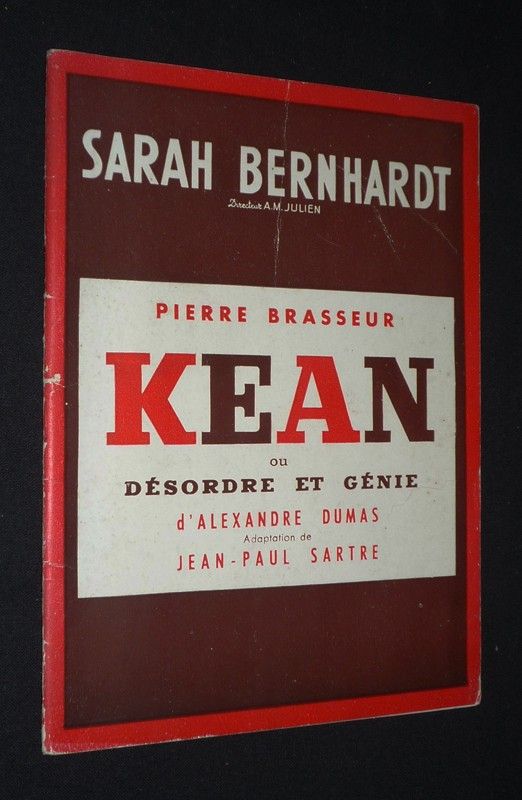 SARAH BERNHARDT
Directeur A.M. JULIEN
PIERRE BRASSEUR
KEAN
ou
DÉSORDRE ET GÉNIE
d'ALEXANDRE DUMAS
Adaptation de
JEAN-PAUL SARTRE